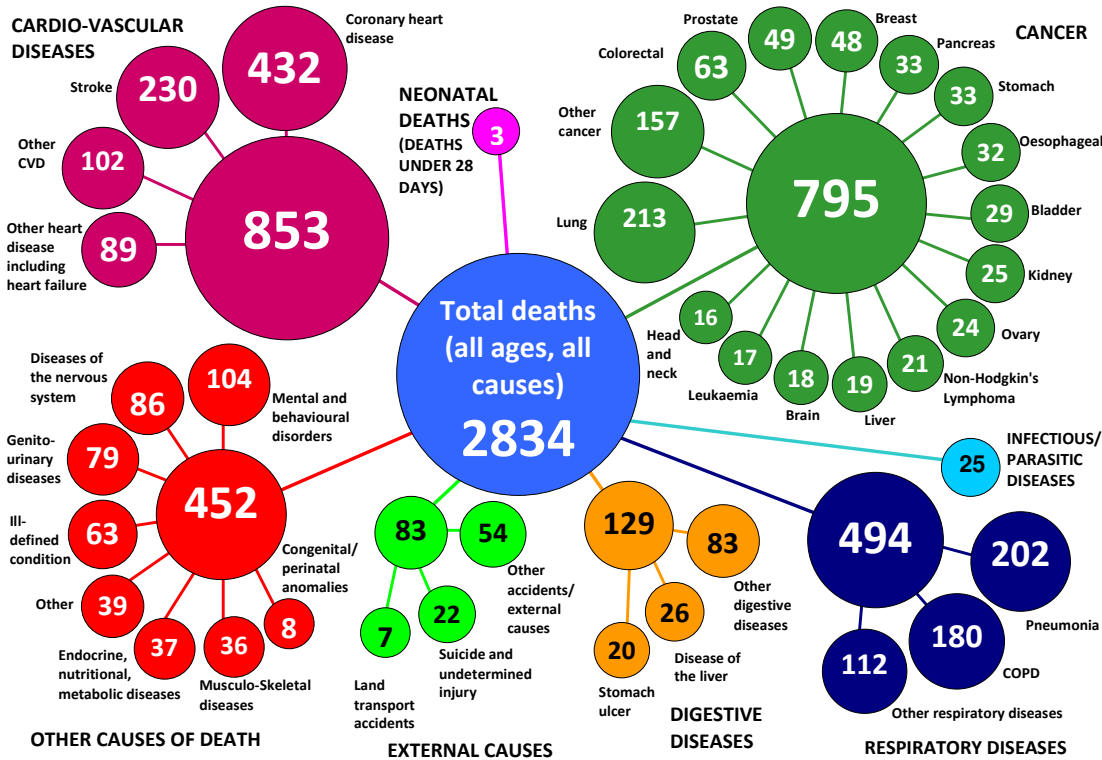 CARDIO-VASCULAR
DISEASES
Coronary heart
disease
432
Stroke
230
Other
CVD
102
Other heart
disease
including
heart failure
89
853
NEONATAL
DEATHS
(DEATHS
UNDER 28
DAYS)
3
CANCER
Prostate
49
Breast
48
Pancreas
33
Stomach
33
Oesophageal
32
Bladder
29
Kidney
25
Ovary
24
Non-Hodgkin's
Lymphoma
21
Liver
19
Brain
18
Leukaemia
17
Head
and
neck
16
Lung
213
Other
cancer
157
Colorectal
63
795
Total deaths
(all ages, all
causes)
2834
Diseases of
the nervous
system
86
104
Mental and
behavioural
disorders
Genito-
urinary
diseases
79
Ill-
defined
condition
63
Other
39
37
Endocrine,
nutritional,
metabolic diseases
36
Musculo-Skeletal
diseases
8
Congenital/
perinatal
anomalies
452
OTHER CAUSES OF DEATH
83
54
Other
accidents/
external
causes
22
Suicide and
undetermined
injury
7
Land
transport
accidents
EXTERNAL CAUSES
129
83
Other
digestive
diseases
26
Disease of
the liver
20
Stomach
ulcer
DIGESTIVE
DISEASES
25
INFECTIOUS/
PARASITIC
DISEASES
494
202
Pneumonia
180
COPD
112
Other respiratory diseases
RESPIRATORY DISEASES